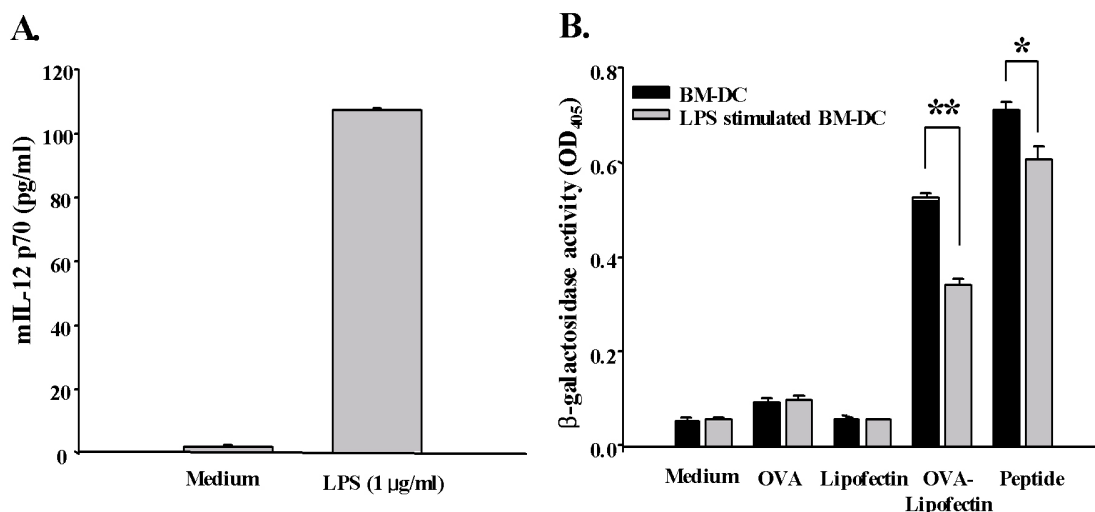 A.
120
100
80
60
40
20
0
mIL-12 p70 (pg/ml)
Medium
LPS (1 µg/ml)
B.
0.8
0.6
0.4
0.2
0.0
β-galactosidase activity (OD405)
BM-DC
LPS stimulated BM-DC
**
*
Medium
OVA
Lipofectin
OVA-
Lipofectin
Peptide